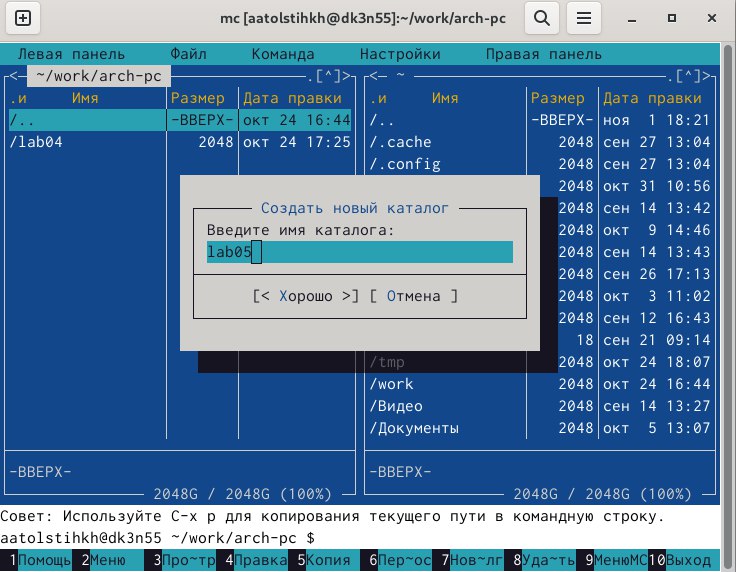 mc [aatolstihkh@dk3n55]:~/work/arch-pc
Левая панель Файл Команда Настройки Правая панель
<─ ~/work/arch-pc .[^]> <─ ~ .[^]>
.и Имя Размер Дата правки .и Имя Размер Дата правки
/.. -ВВЕРХ- окт 24 16:44 /.. -ВВЕРХ- ноя 1 18:21
/lab04 2048 окт 24 17:25 /.cache 2048 сен 27 13:04
/.config 2048 сен 27 13:04
2048 окт 31 10:56
Создать новый каталог 2048 сен 14 13:42
Введите имя каталога: 2048 окт 9 14:46
lab05 2048 сен 14 13:43
2048 сен 26 17:13
[< Хорошо >] [ Отмена ] 2048 окт 3 11:02
2048 сен 12 16:43
18 сен 21 09:14
/tmp 2048 окт 24 18:07
/work 2048 окт 24 16:44
/Видео 2048 сен 14 13:27
/Документы 2048 окт 5 13:07
-ВВЕРХ- -ВВЕРХ-
2048G / 2048G (100%) 2048G / 2048G (100%)
Совет: Используйте C-x p для копирования текущего пути в командную строку.
aatolstihkh@dk3n55 ~/work/arch-pc $
1Помощь 2Меню 3Про~тр 4Правка 5Копия 6Пер~ос 7Нов~лг 8Уда~ть 9МенюMC 10Выход